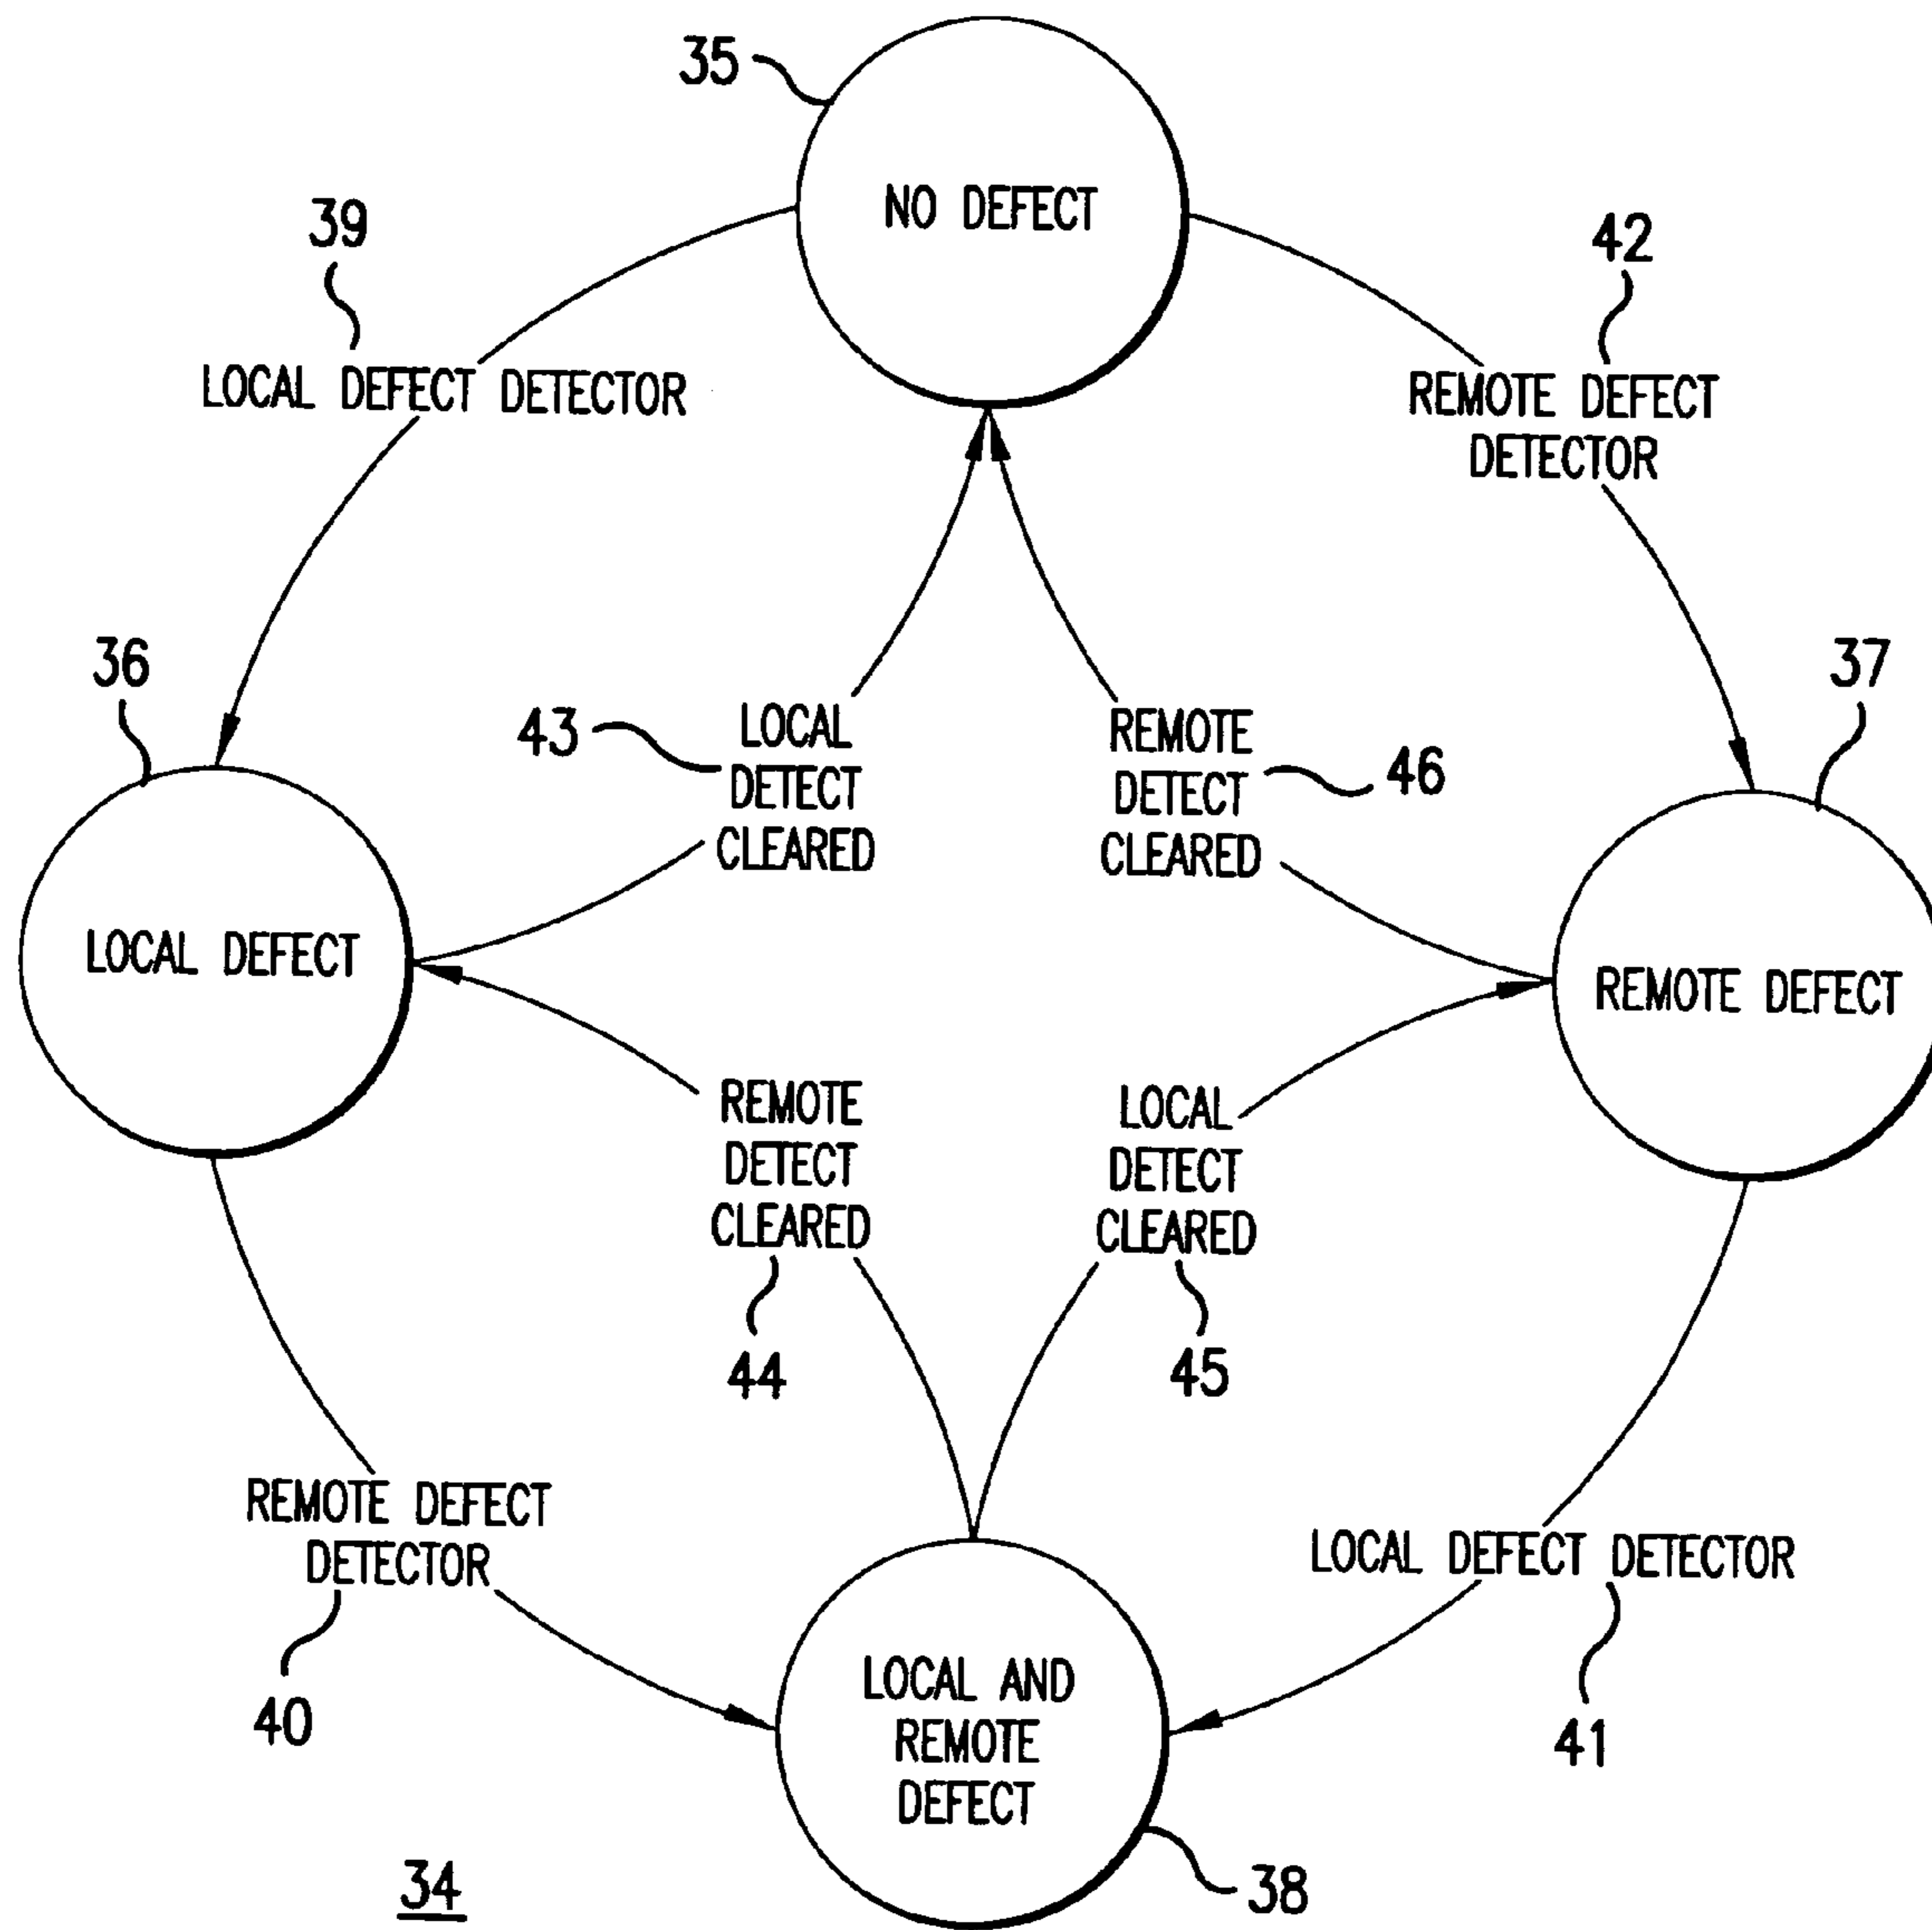 35
NO DEFECT
39
42
LOCAL DEFECT DETECTOR
REMOTE DEFECT
DETECTOR
36
37
43
LOCAL
DETECT
CLEARED
REMOTE
DETECT
CLEARED
46
LOCAL DEFECT
REMOTE DEFECT
REMOTE
DETECT
CLEARED
44
LOCAL
DETECT
CLEARED
45
REMOTE DEFECT
DETECTOR
40
LOCAL DEFECT DETECTOR
41
LOCAL AND
REMOTE
DEFECT
38
34